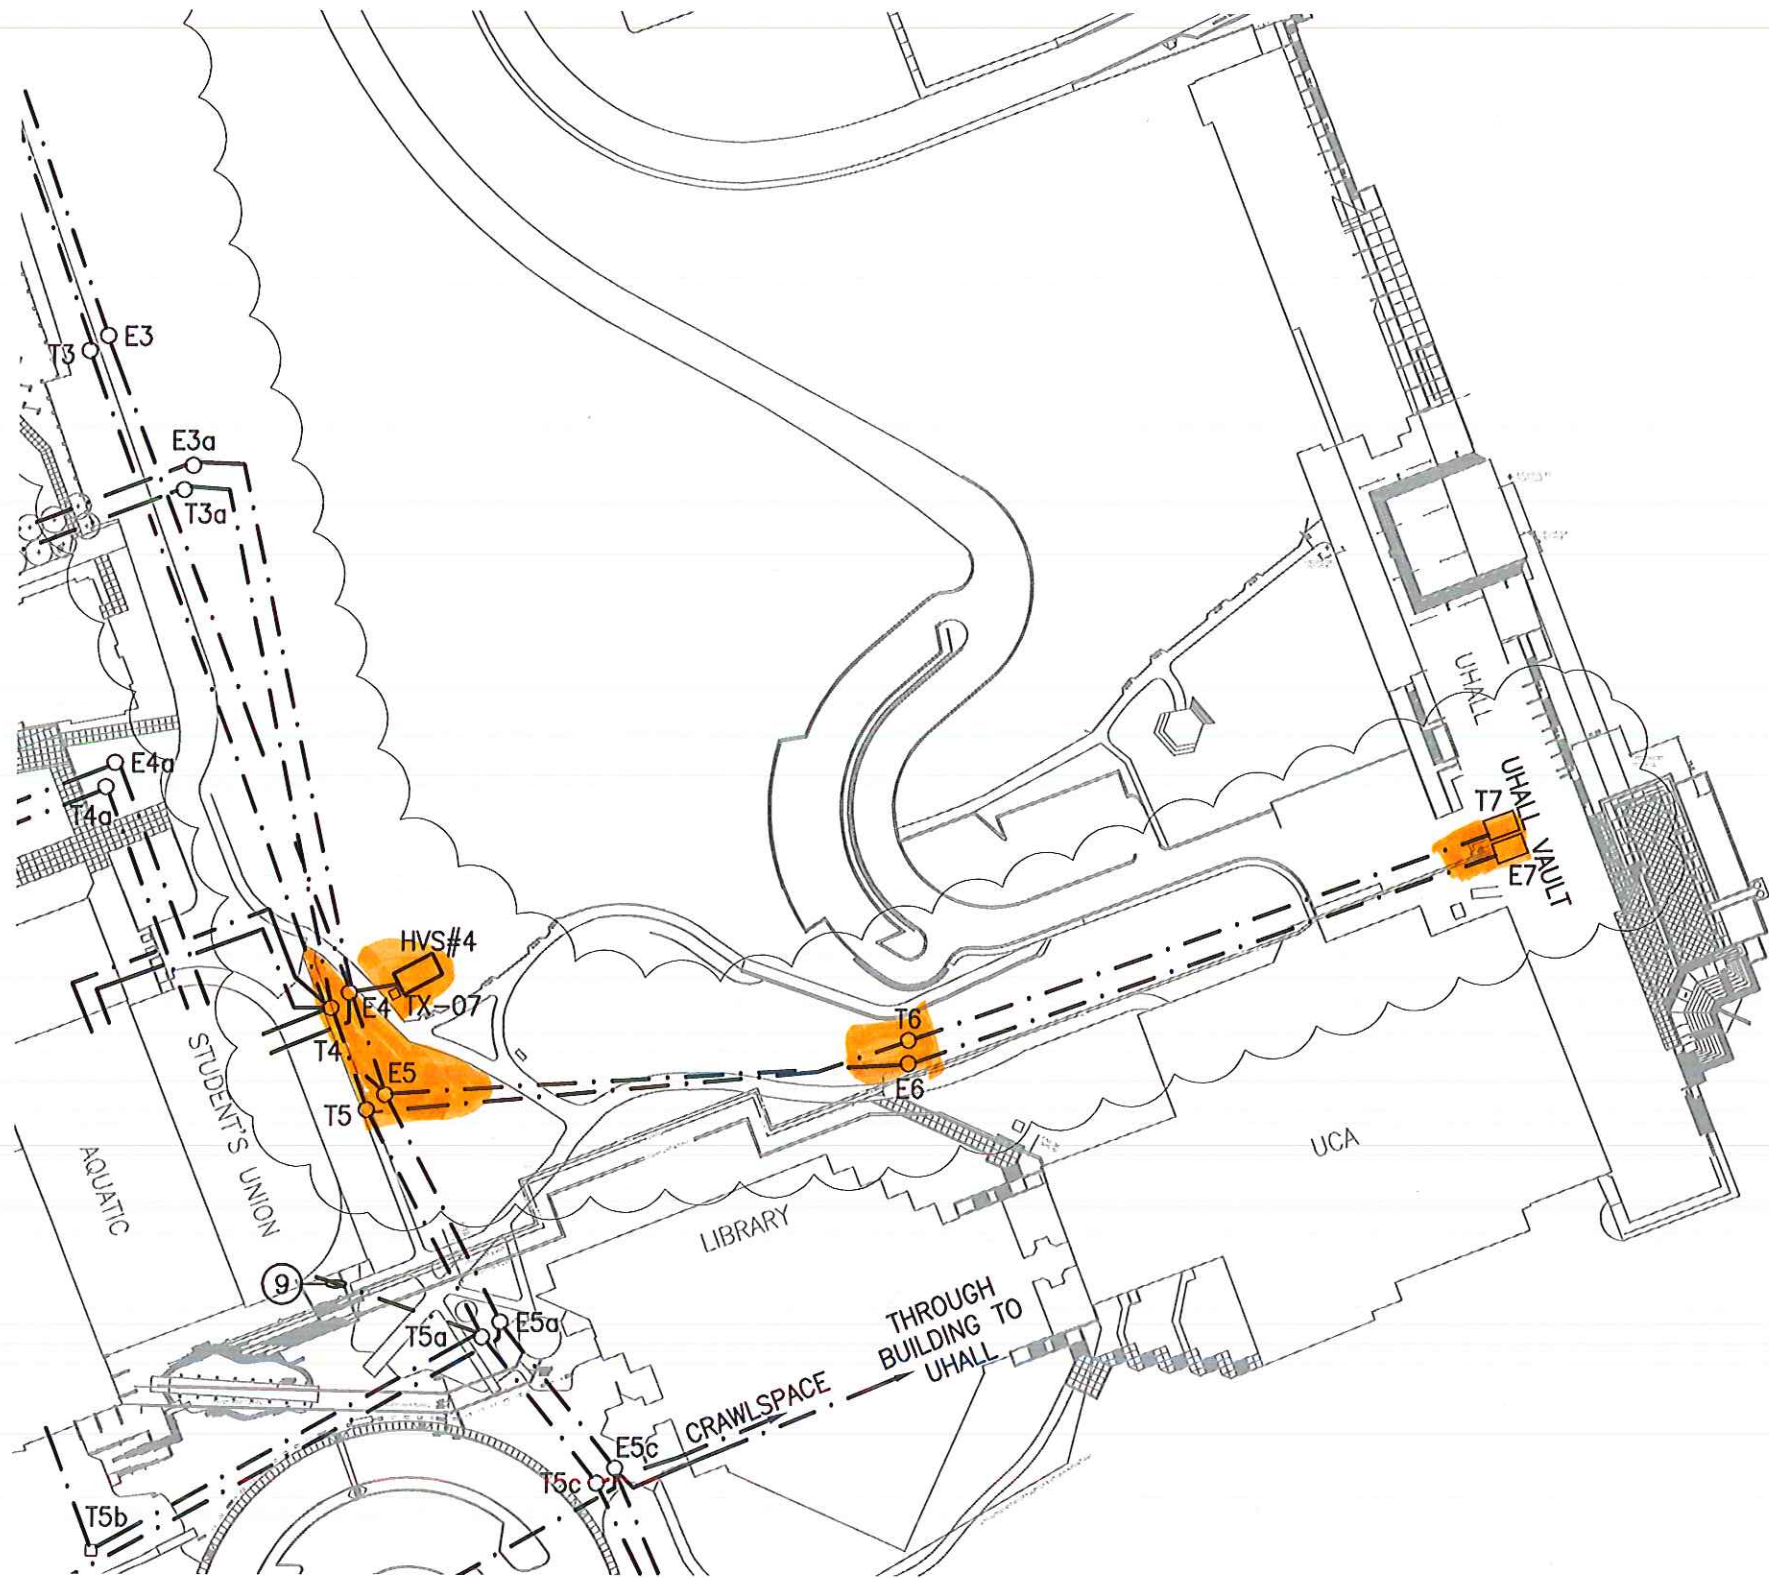 E3
T3
E3a
T3a
UHALL
E4a
T4a
T7
UHALL VAULT
E7
HVS#4
E4
TX-07
T4
T6
E5
E6
T5
STUDENT'S UNION
AQUATIC
UCA
LIBRARY
9
THROUGH
BUILDING TO
UHALL
T5a
E5a
CRAWLSPACE
E5c
T5c
T5b